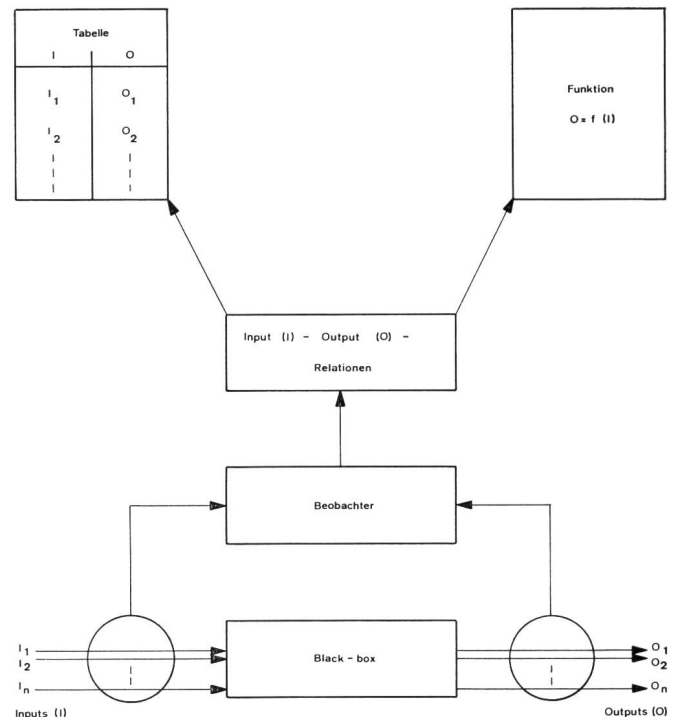 Tabelle
I O
I1 O1
I2 O2
Funktion
O = f (I)
Input (I) - Output (O) -
Relationen
Beobachter
I1
I2
In
Black - box
O1
O2
On
Inputs (I)
Outputs (O)